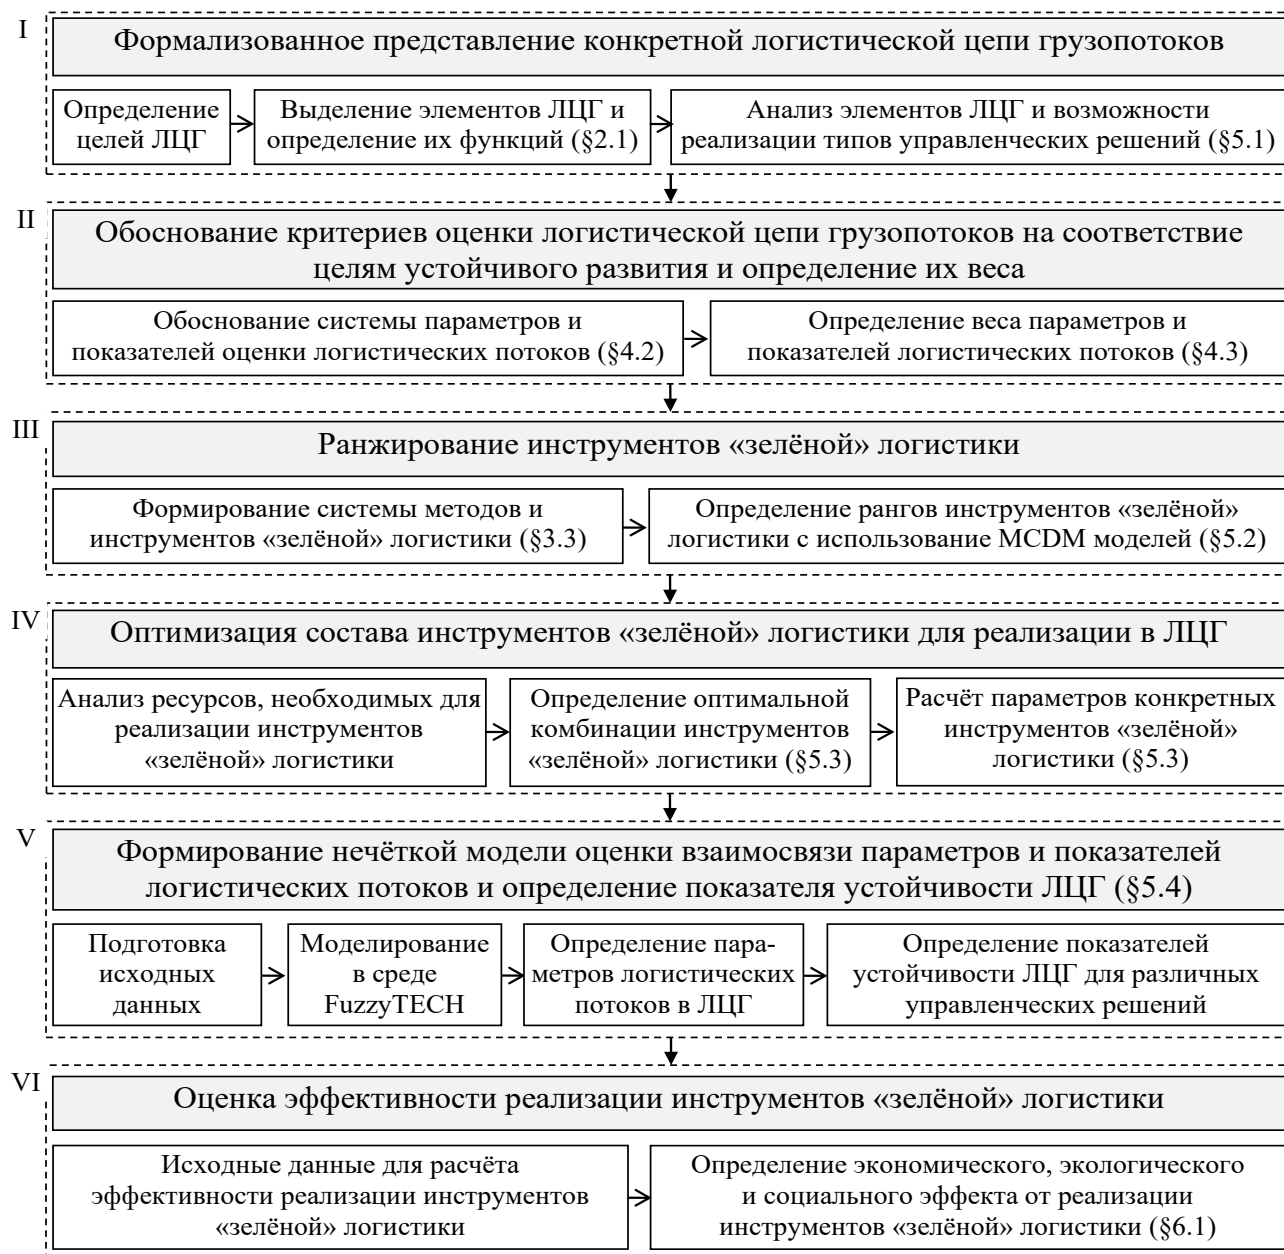 I
Формализованное представление конкретной логистической цепи грузопотоков
Определение
целей ЛЦГ
Выделение элементов ЛЦГ и
определение их функций (§2.1)
Анализ элементов ЛЦГ и возможности
реализации типов управленческих решений (§5.1)
II
Обоснование критериев оценки логистической цепи грузопотоков на соответствие
целям устойчивого развития и определение их веса
Обоснование системы параметров и
показателей оценки логистических потоков (§4.2)
Определение веса параметров и
показателей логистических потоков (§4.3)
III
Ранжирование инструментов «зелёной» логистики
Формирование системы методов и
инструментов «зелёной» логистики (§3.3)
Определение рангов инструментов «зелёной»
логистики с использование MCDM моделей (§5.2)
IV
Оптимизация состава инструментов «зелёной» логистики для реализации в ЛЦГ
Анализ ресурсов, необходимых для
реализации инструментов
«зелёной» логистики
Определение оптимальной
комбинации инструментов
«зелёной» логистики (§5.3)
Расчёт параметров конкретных
инструментов «зелёной»
логистики (§5.3)
V
Формирование нечёткой модели оценки взаимосвязи параметров и показателей
логистических потоков и определение показателя устойчивости ЛЦГ (§5.4)
Подготовка
исходных
данных
Моделирование
в среде
FuzzyTECH
Определение пара-
метров логистических
потоков в ЛЦГ
Определение показателей
устойчивости ЛЦГ для различных
управленческих решений
VI
Оценка эффективности реализации инструментов «зелёной» логистики
Исходные данные для расчёта
эффективности реализации инструментов
«зелёной» логистики
Определение экономического, экологического
и социального эффекта от реализации
инструментов «зелёной» логистики (§6.1)